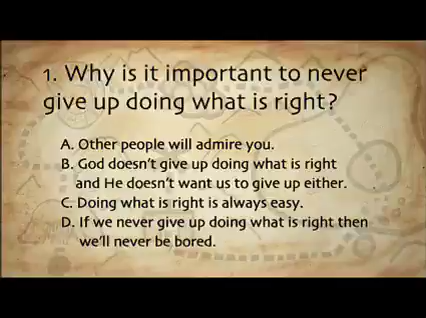 1. Why is it important to never
give up doing what is right?
A. Other people will admire you.
B. God doesn't give up doing what is right
and He doesn't want us to give up either.
C. Doing what is right is always easy.
D. If we never give up doing what is right then
we'll never be bored.